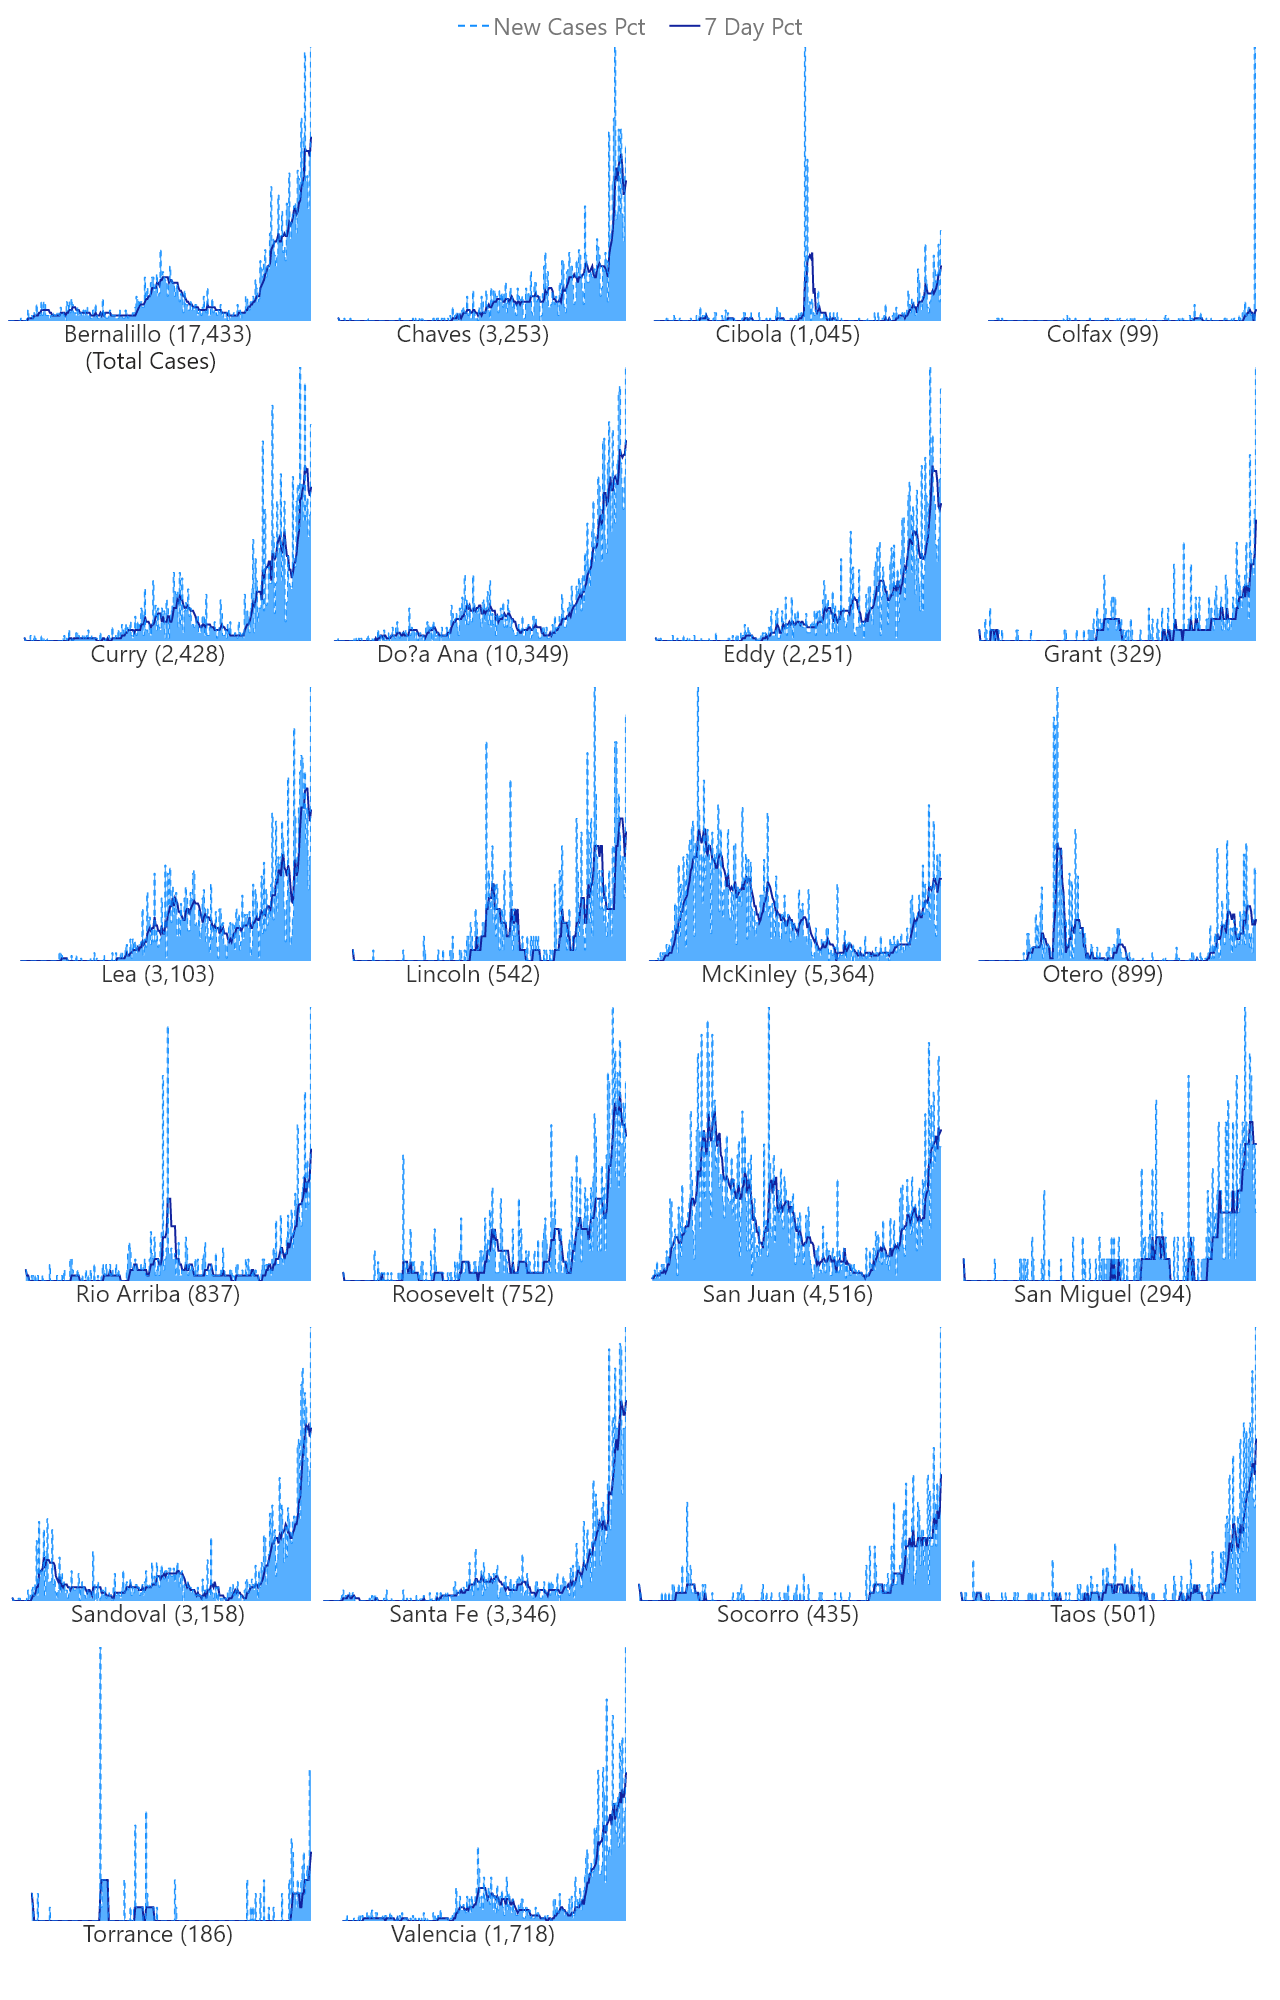 New Cases Pct 7 Day Pct
Bernalillo (17,433) Chaves (3,253) Cibola (1,045) Colfax (99)
(Total Cases)
Curry (2,428) Do?a Ana (10,349) Eddy (2,251) Grant (329)
Lea (3,103) Lincoln (542) McKinley (5,364) Otero (899)
Rio Arriba (837) Roosevelt (752) San Juan (4,516) San Miguel (294)
Sandoval (3,158) Santa Fe (3,346) Socorro (435) Taos (501)
Torrance (186) Valencia (1,718)